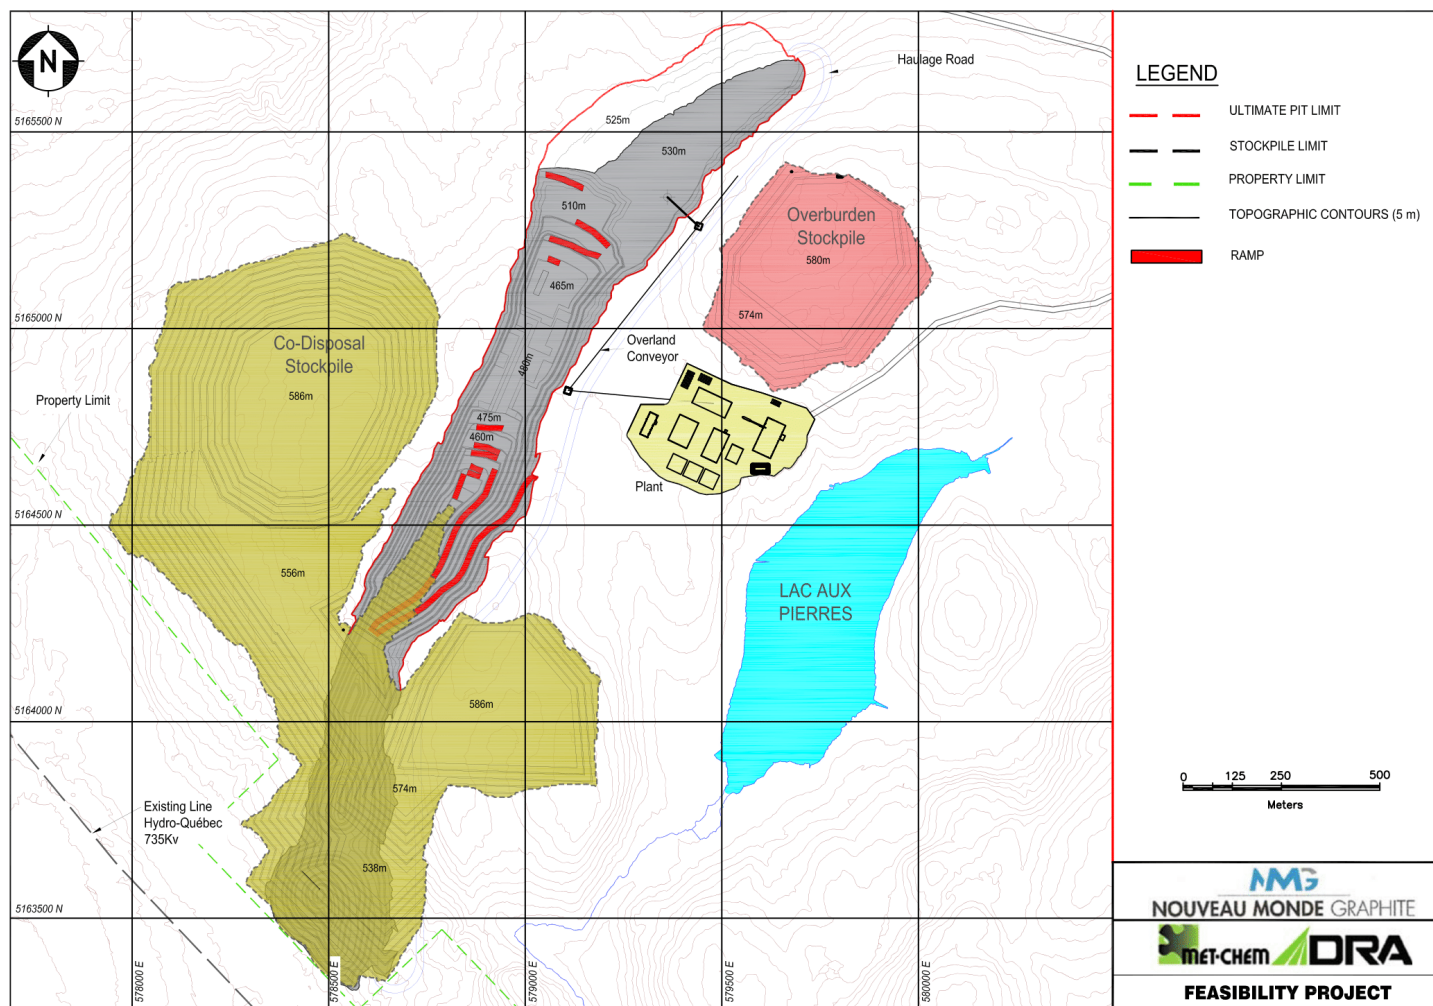 N
Haulage Road
5165500 N
525m
530m
510m
465m
Overburden
Stockpile
580m
574m
5165000 N
Co-Disposal
Stockpile
586m
480m
Overland
Conveyor
Property Limit
475m
460m
Plant
5164500 N
556m
LAC AUX
PIERRES
5164000 N
586m
574m
Existing Line
Hydro-Québec
735Kv
538m
5163500 N
578000 E
578500 E
579000 E
579500 E
580000 E
LEGEND
ULTIMATE PIT LIMIT
STOCKPILE LIMIT
PROPERTY LIMIT
TOPOGRAPHIC CONTOURS (5 m)
RAMP
0 125 250 500
Meters
NMG
NOUVEAU MONDE GRAPHITE
MET-CHEM DRA
FEASIBILITY PROJECT